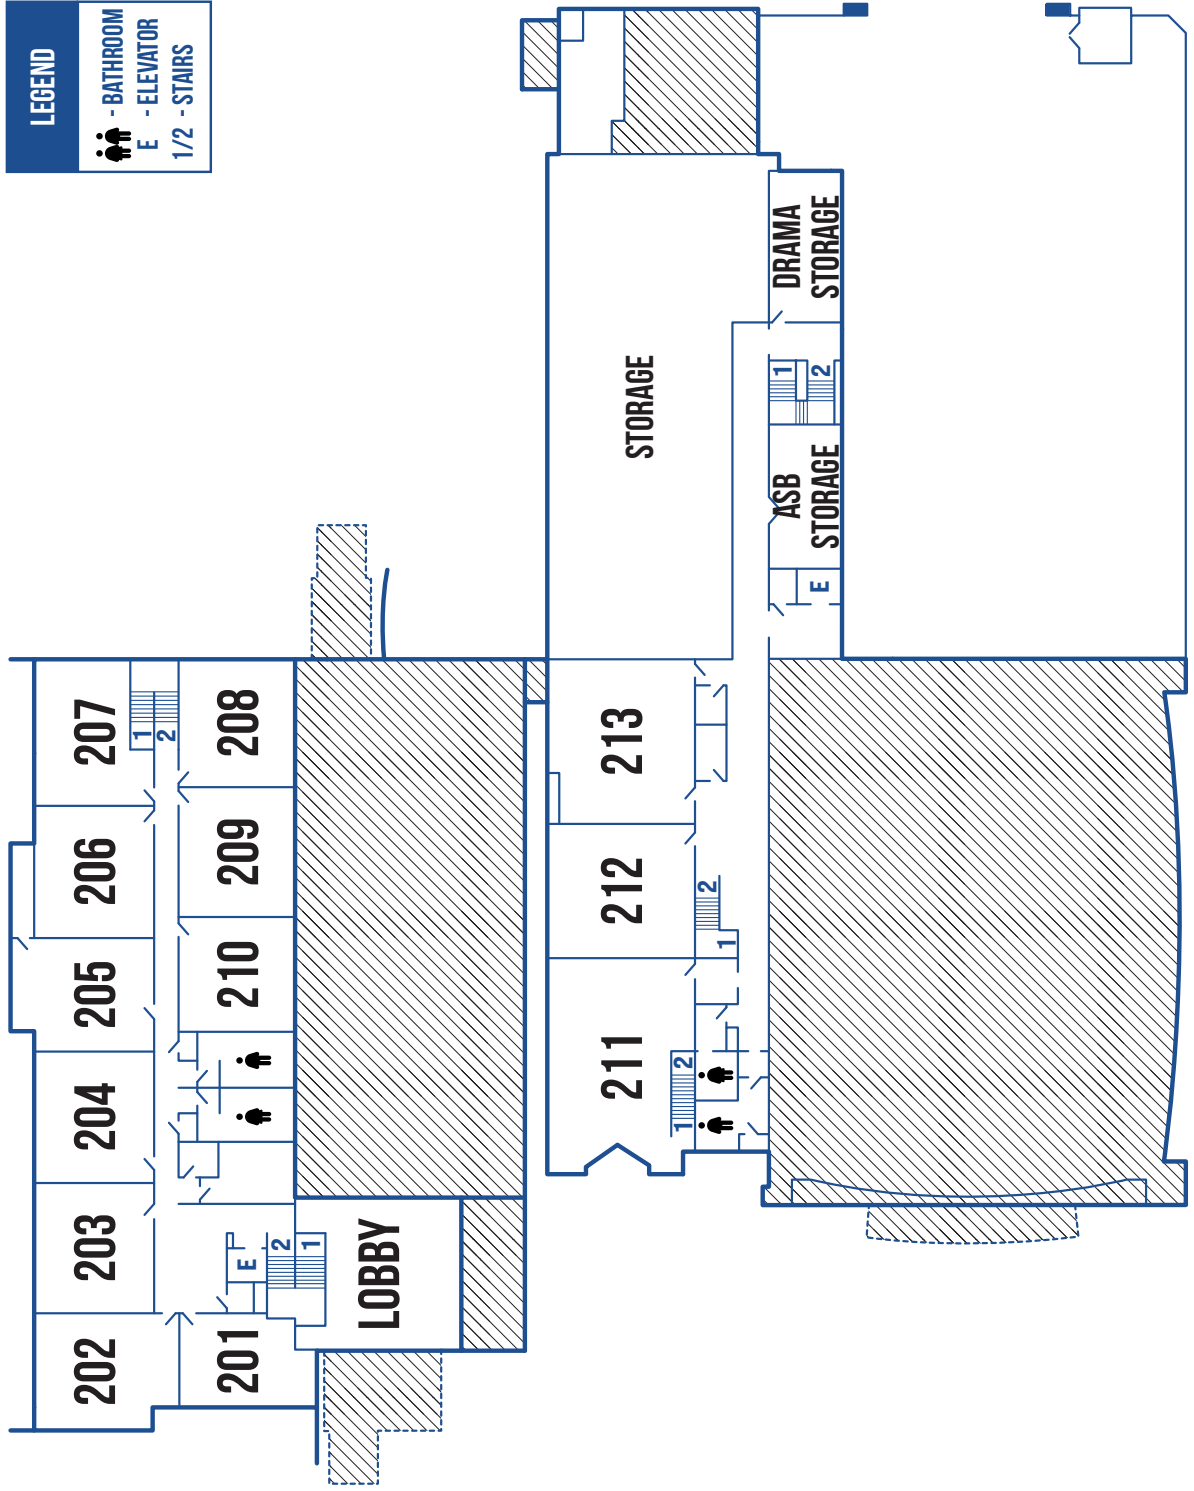 LEGEND
- BATHROOM
E - ELEVATOR
1/2 - STAIRS
207
206
205
204
203
202
1
2
208
209
210
201
E
2
1
LOBBY
STORAGE
213
212
211
2
1
2
1
DRAMA
STORAGE
1
2
ASB
STORAGE
E